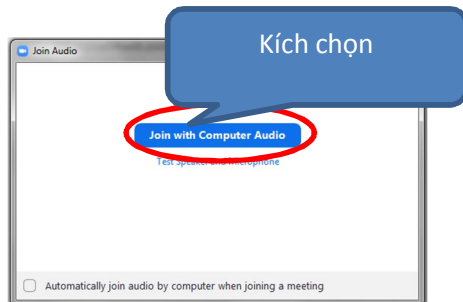 Kích chọn
Join Audio
Join with Computer Audio
Test Speaker and Microphone
Automatically join audio by computer when joining a meeting